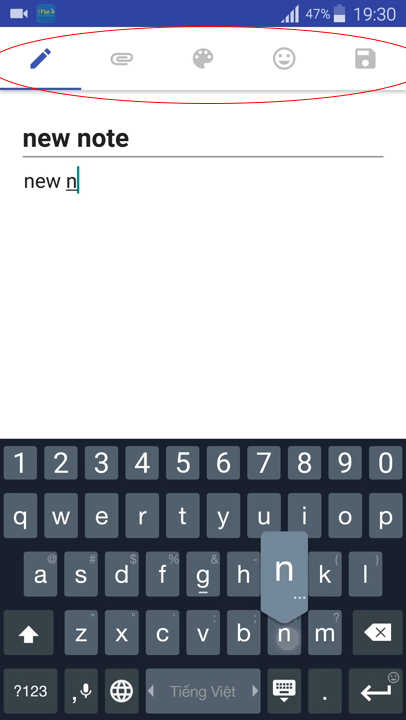 47% 19:30
new note
new n
1 2 3 4 5 6 7 8 9 0
q w e r t y u i o p
@ # $ % & - ( )
a s d f g h n k l
* " ' : ; ?
z x c v b n m
?123 , Tiếng Việt .